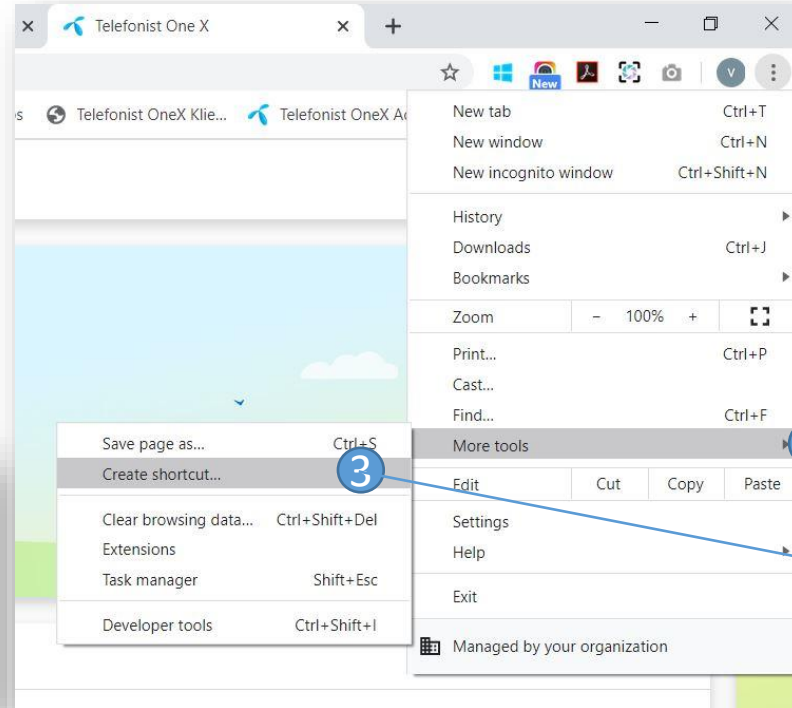 Telefonist One X
New
V
s Telefonist OneX Klie... Telefonist OneX Ac
New tab Ctrl+T
New window Ctrl+N
New incognito window Ctrl+Shift+N
History
Downloads Ctrl+J
Bookmarks
Zoom - 100% +
Print... Ctrl+P
Cast...
Find... Ctrl+F
More tools
Edit Cut Copy Paste
Settings
Help
Exit
Managed by your organization
Save page as... Ctrl+S
Create shortcut... 3
Clear browsing data... Ctrl+Shift+Del
Extensions
Task manager Shift+Esc
Developer tools Ctrl+Shift+I